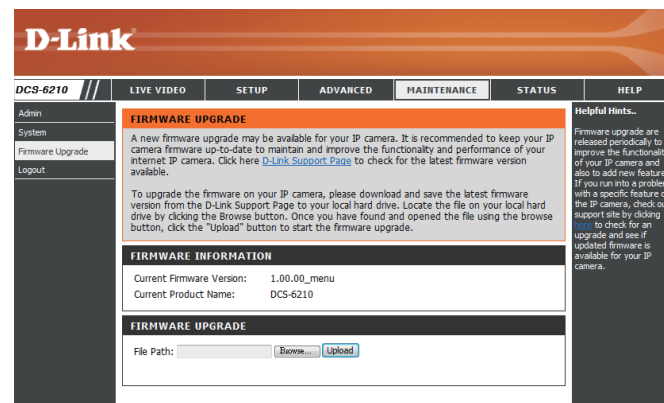 D-Link
DCS-6210 // LIVE VIDEO SETUP ADVANCED MAINTENANCE STATUS HELP
Admin
System
Firmware Upgrade
Logout
FIRMWARE UPGRADE
A new firmware upgrade may be available for your IP camera. It is recommended to keep your IP
camera firmware up-to-date to maintain and improve the functionality and performance of your
internet IP camera. Click here D-Link Support Page to check for the latest firmware version
available.
To upgrade the firmware on your IP camera, please download and save the latest firmware
version from the D-Link Support Page to your local hard drive. Locate the file on your local hard
drive by clicking the Browse button. Once you have found and opened the file using the browse
button, click the "Upload" button to start the firmware upgrade.
FIRMWARE INFORMATION
Current Firmware Version: 1.00.00_menu
Current Product Name: DCS-6210
FIRMWARE UPGRADE
File Path: Browse... Upload
Helpful Hints..
Firmware upgrade are
released periodically to
improve the functionalit
of your IP camera and
also to add new feature
If you run into a proble
with a specific feature o
the IP camera, check ou
support site by clicking
here to check for an
upgrade and see if
updated firmware is
available for your IP
camera.